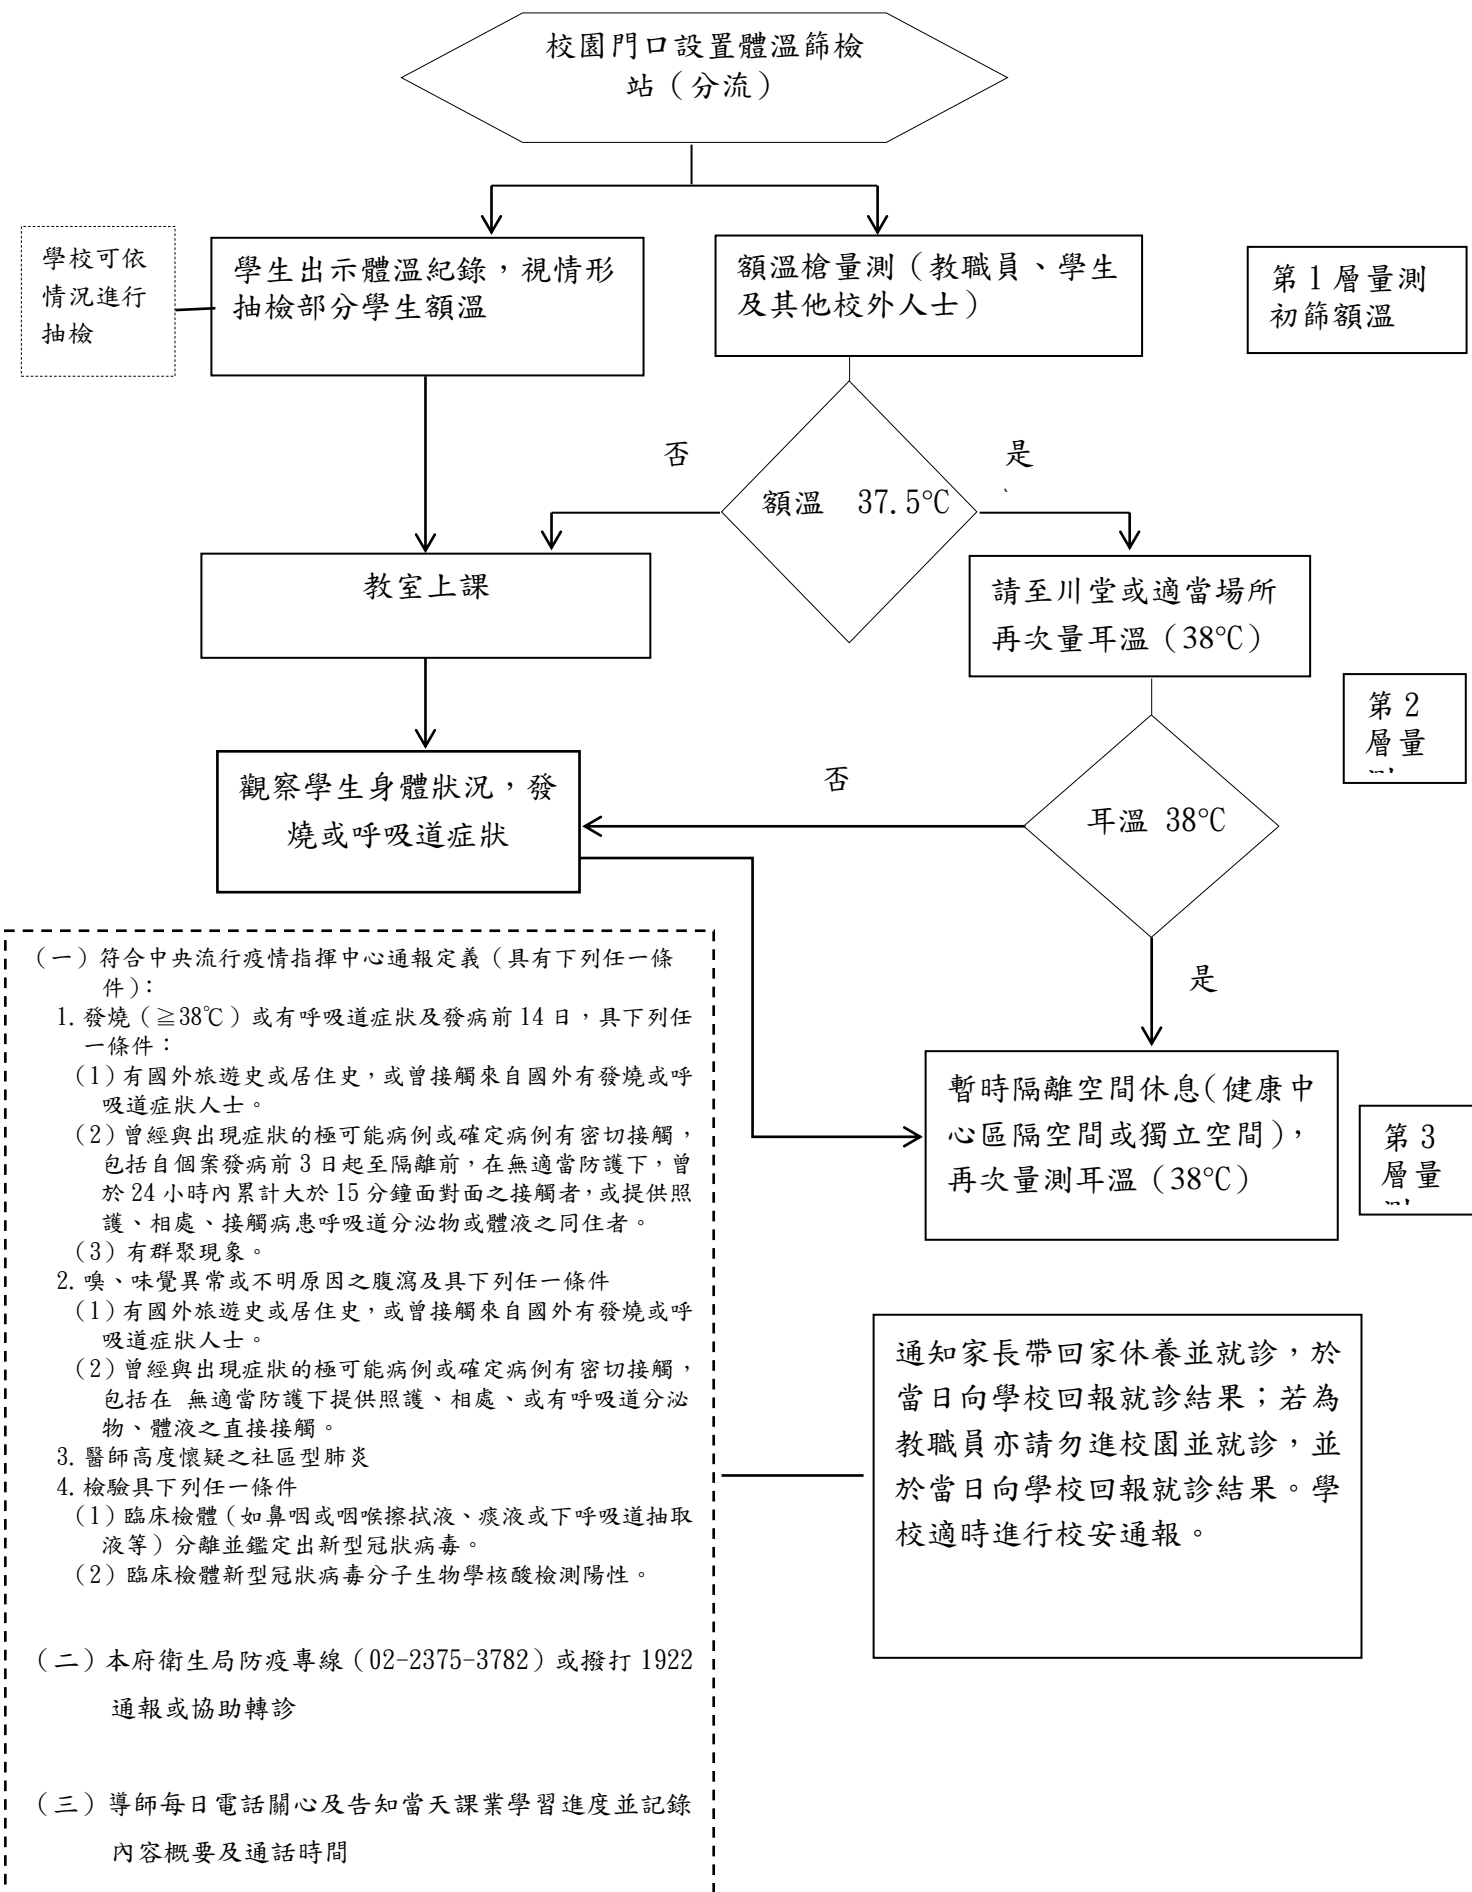 校園門口設置體溫篩檢
站（分流）
學校可依
情況進行
抽檢
學生出示體溫紀錄，視情形
抽檢部分學生額溫
額溫槍量測（教職員、學生
及其他校外人士）
第 1 層量測
初篩額溫
否
是
額溫 37.5°C
教室上課
請至川堂或適當場所
再次量耳溫（38°C）
第 2
層量
觀察學生身體狀況，發
燒或呼吸道症狀
否
耳溫 38°C
是
（一）符合中央流行疫情指揮中心通報定義（具有下列任一條
件）：
1. 發燒（≧38℃）或有呼吸道症狀及發病前 14 日，具下列任
一條件：
（1）有國外旅遊史或居住史，或曾接觸來自國外有發燒或呼
吸道症狀人士。
（2）曾經與出現症狀的極可能病例或確定病例有密切接觸，
包括自個案發病前 3 日起至隔離前，在無適當防護下，曾
於 24 小時內累計大於 15 分鐘面對面之接觸者，或提供照
護、相處、接觸病患呼吸道分泌物或體液之同住者。
（3）有群聚現象。
2. 嗅、味覺異常或不明原因之腹瀉及具下列任一條件
（1）有國外旅遊史或居住史，或曾接觸來自國外有發燒或呼
吸道症狀人士。
（2）曾經與出現症狀的極可能病例或確定病例有密切接觸，
包括在 無適當防護下提供照護、相處、或有呼吸道分泌
物、體液之直接接觸。
3. 醫師高度懷疑之社區型肺炎
4. 檢驗具下列任一條件
（1）臨床檢體（如鼻咽或咽喉擦拭液、痰液或下呼吸道抽取
液等）分離並鑑定出新型冠狀病毒。
（2）臨床檢體新型冠狀病毒分子生物學核酸檢測陽性。
（二）本府衛生局防疫專線（02-2375-3782）或撥打 1922
通報或協助轉診
（三）導師每日電話關心及告知當天課業學習進度並記錄
內容概要及通話時間
暫時隔離空間休息(健康中
心區隔空間或獨立空間)，
再次量測耳溫（38°C）
第 3
層量
通知家長帶回家休養並就診，於
當日向學校回報就診結果；若為
教職員亦請勿進校園並就診，並
於當日向學校回報就診結果。學
校適時進行校安通報。